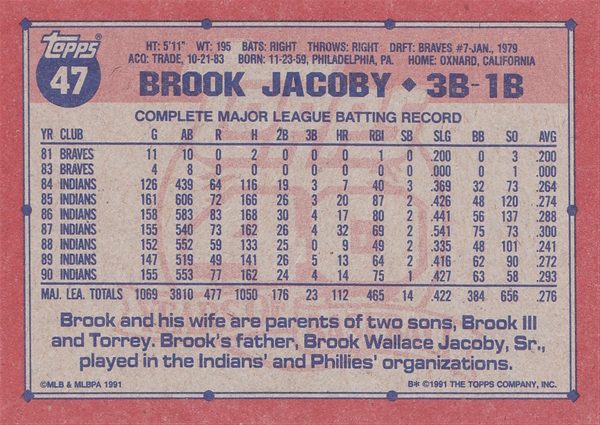 topps
47
HT: 5'11" WT: 195 BATS: RIGHT THROWS: RIGHT DRFT: BRAVES #7-JAN., 1979
ACQ: TRADE, 10-21-83 BORN: 11-23-59, PHILADELPHIA, PA. HOME: OXNARD, CALIFORNIA
BROOK JACOBY ♦ 3B-1B
COMPLETE MAJOR LEAGUE BATTING RECORD
YR CLUB G AB R H 2B 3B HR RBI SB SLG BB SO AVG
81 BRAVES 11 10 0 2 0 0 0 1 0 .200 0 3 .200
83 BRAVES 4 8 0 0 0 0 0 0 0 .000 0 1 .000
84 INDIANS 126 439 64 116 19 3 7 40 3 .369 32 73 .264
85 INDIANS 161 606 72 166 26 3 20 87 2 .426 48 120 .274
86 INDIANS 158 583 83 168 30 4 17 80 2 .441 56 137 .288
87 INDIANS 155 540 73 162 26 4 32 69 2 .541 75 73 .300
88 INDIANS 152 552 59 133 25 0 9 49 2 .335 48 101 .241
89 INDIANS 147 519 49 141 26 5 13 64 2 .416 62 90 .272
90 INDIANS 155 553 77 162 24 4 14 75 1 .427 63 58 .293
MAJ. LEA. TOTALS 1069 3810 477 1050 176 23 112 465 14 .422 384 656 .276
Brook and his wife are parents of two sons, Brook III
and Torrey. Brook's father, Brook Wallace Jacoby, Sr.,
played in the Indians' and Phillies' organizations.
©MLB & MLBPA 1991
B* ©1991 THE TOPPS COMPANY, INC.